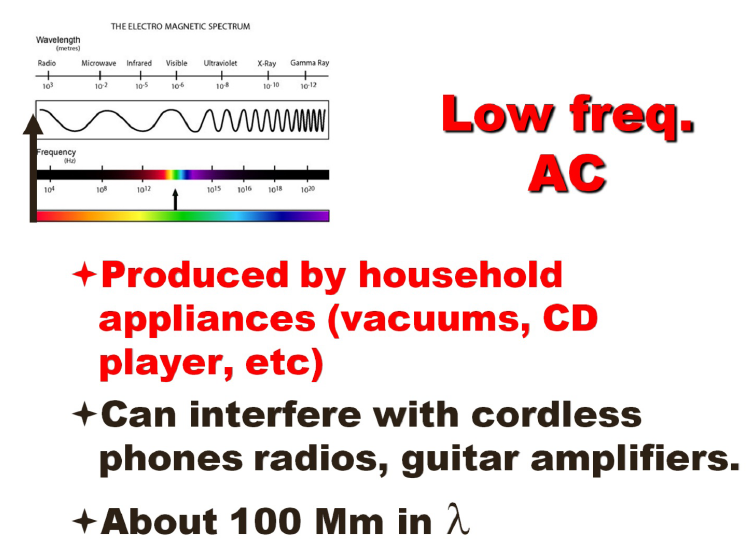 THE ELECTRO MAGNETIC SPECTRUM
Wavelength
(metres)
Radio Microwave Infrared Visible Ultraviolet X-Ray Gamma Ray
10³ 10⁻² 10⁻⁵ 10⁻⁶ 10⁻⁸ 10⁻¹⁰ 10⁻¹²
Frequency
(Hz)
10⁴ 10⁸ 10¹² 10¹⁵ 10¹⁶ 10¹⁸ 10²⁰
Low freq.
AC
Produced by household
appliances (vacuums, CD
player, etc)
Can interfere with cordless
phones radios, guitar amplifiers.
About 100 Mm in λ